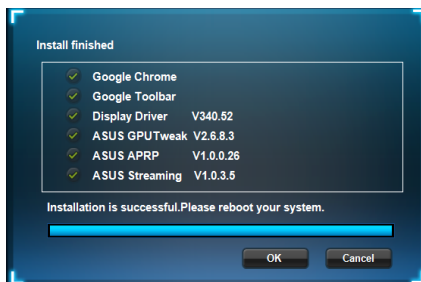 Install finished
Google Chrome
Google Toolbar
Display Driver V340.52
ASUS GPUTweak V2.6.8.3
ASUS APRP V1.0.0.26
ASUS Streaming V1.0.3.5
Installation is successful.Please reboot your system.
OK Cancel